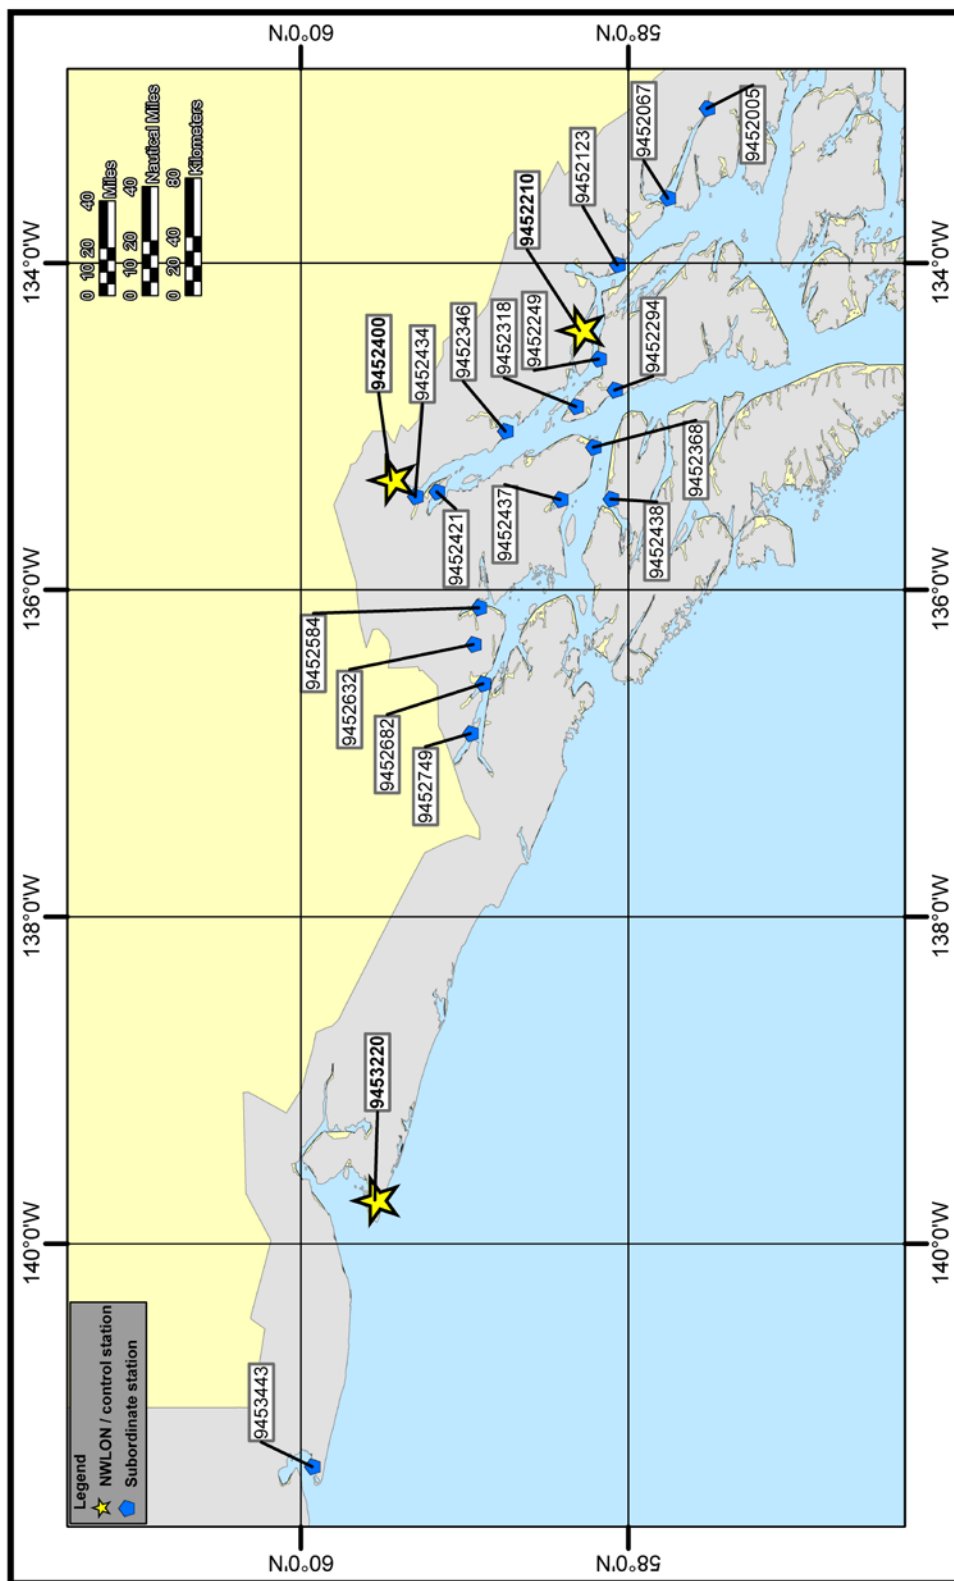 Legend
NWLON / control station
Subordinate station
140°0'W
138°0'W
136°0'W
134°0'W
0 10 20 40
Miles
0 10 20 40
Nautical Miles
0 20 40 80
Kilometers
60°0'N
60°0'N
58°0'N
58°0'N
9453443
9453220
9452584
9452632
9452682
9452749
9452400
9452434
9452421
9452346
9452318
9452249
9452210
9452123
9452067
9452005
9452294
9452368
9452437
9452438
140°0'W
138°0'W
136°0'W
134°0'W